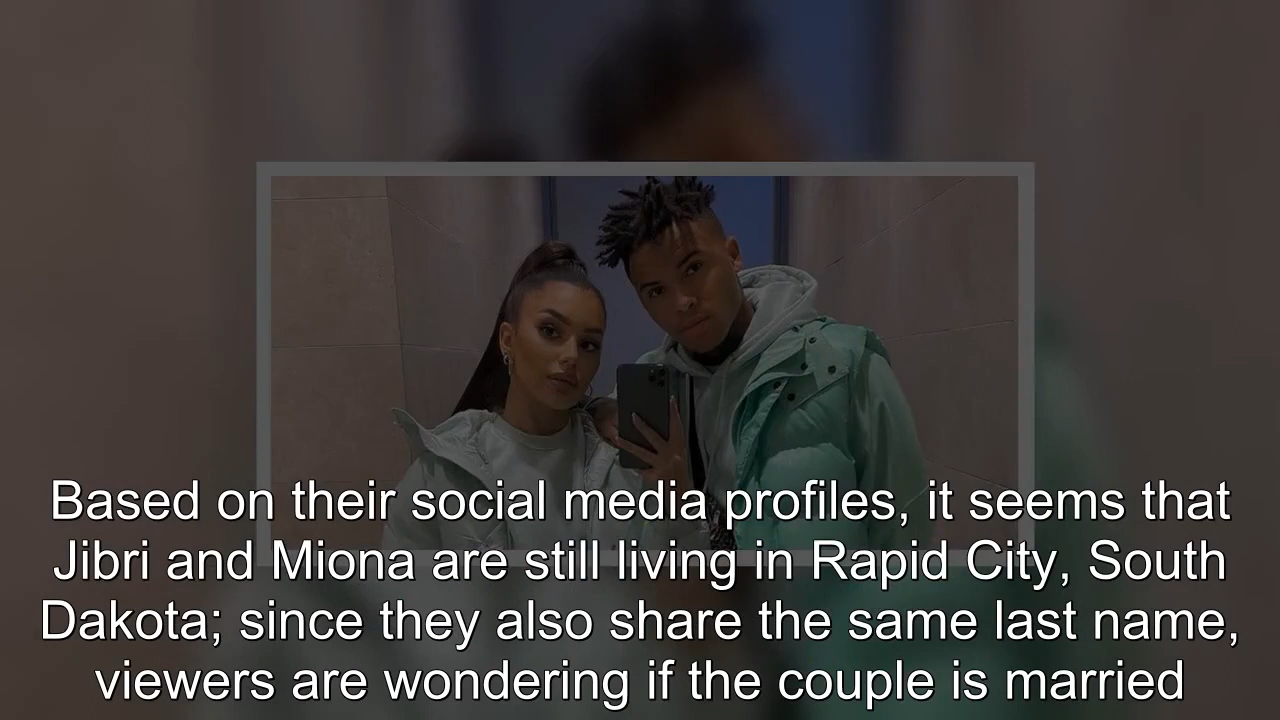 Based on their social media profiles, it seems that
Jibri and Miona are still living in Rapid City, South
Dakota; since they also share the same last name,
viewers are wondering if the couple is married